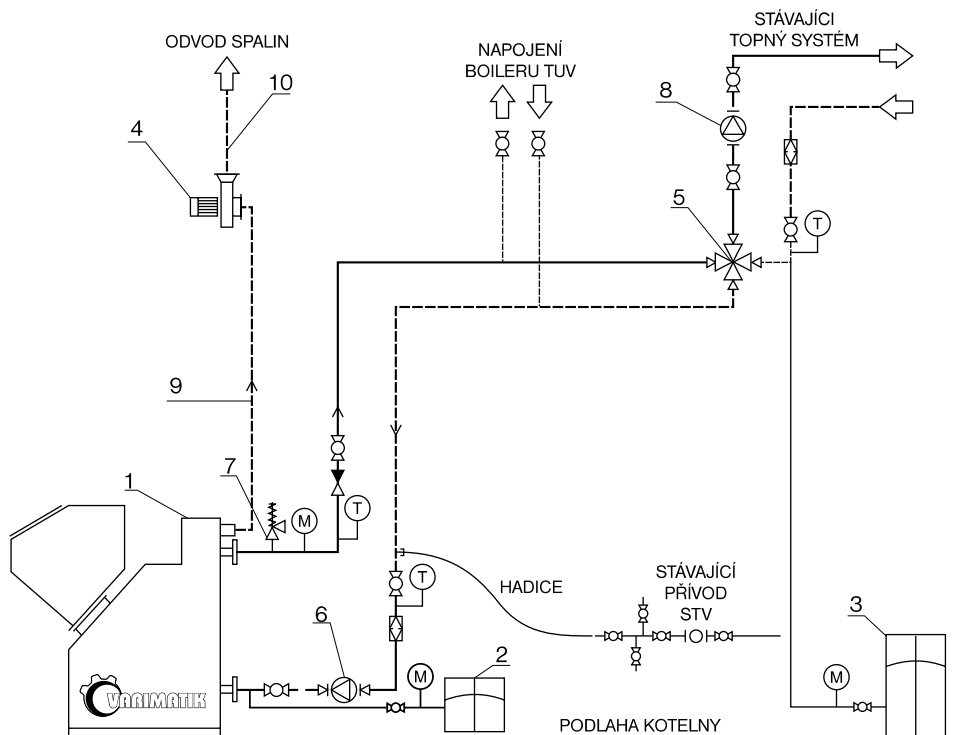 STÁVAJÍCI
TOPNÝ SYSTÉM
ODVOD SPALIN
NAPOJENÍ
BOILERU TUV
10
8
4
5
T
9
7
1
M
T
T
HADICE
STÁVAJÍCÍ
PŘÍVOD
STV
6
3
2
M
M
VARIMATIK
PODLAHA KOTELNY